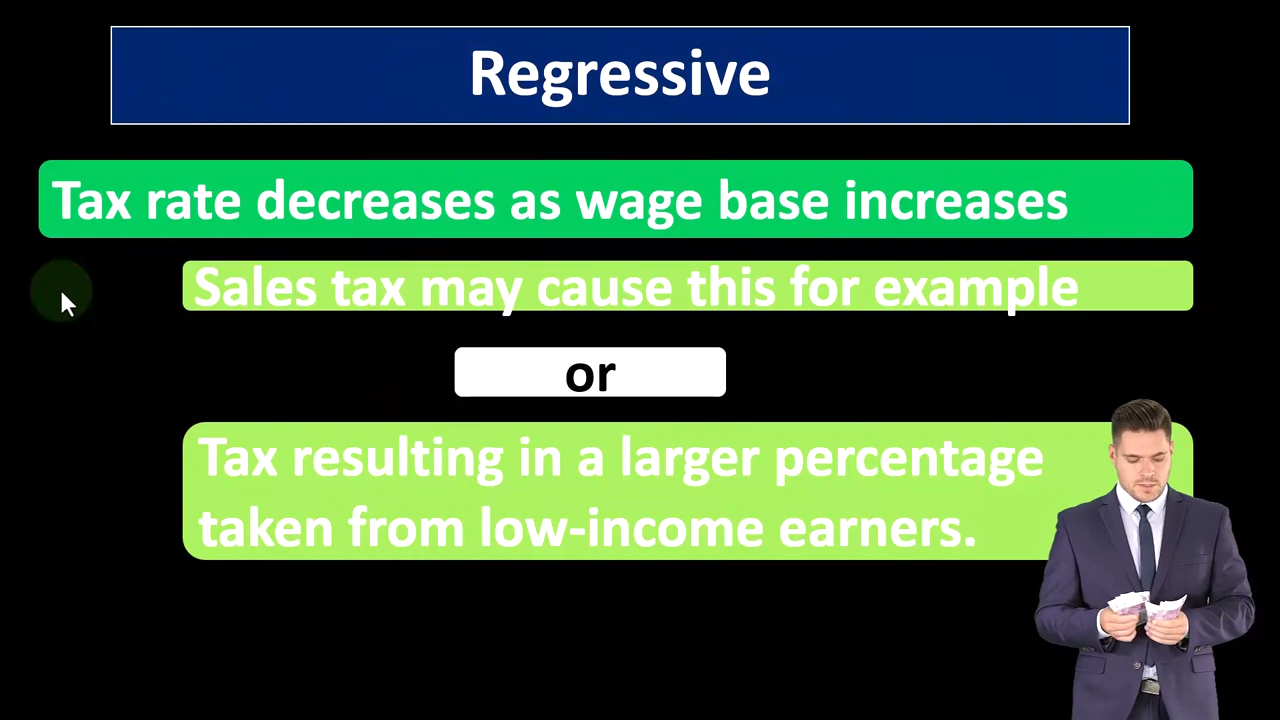 Regressive
Tax rate decreases as wage base increases
Sales tax may cause this for example
or
Tax resulting in a larger percentage
taken from low-income earners.